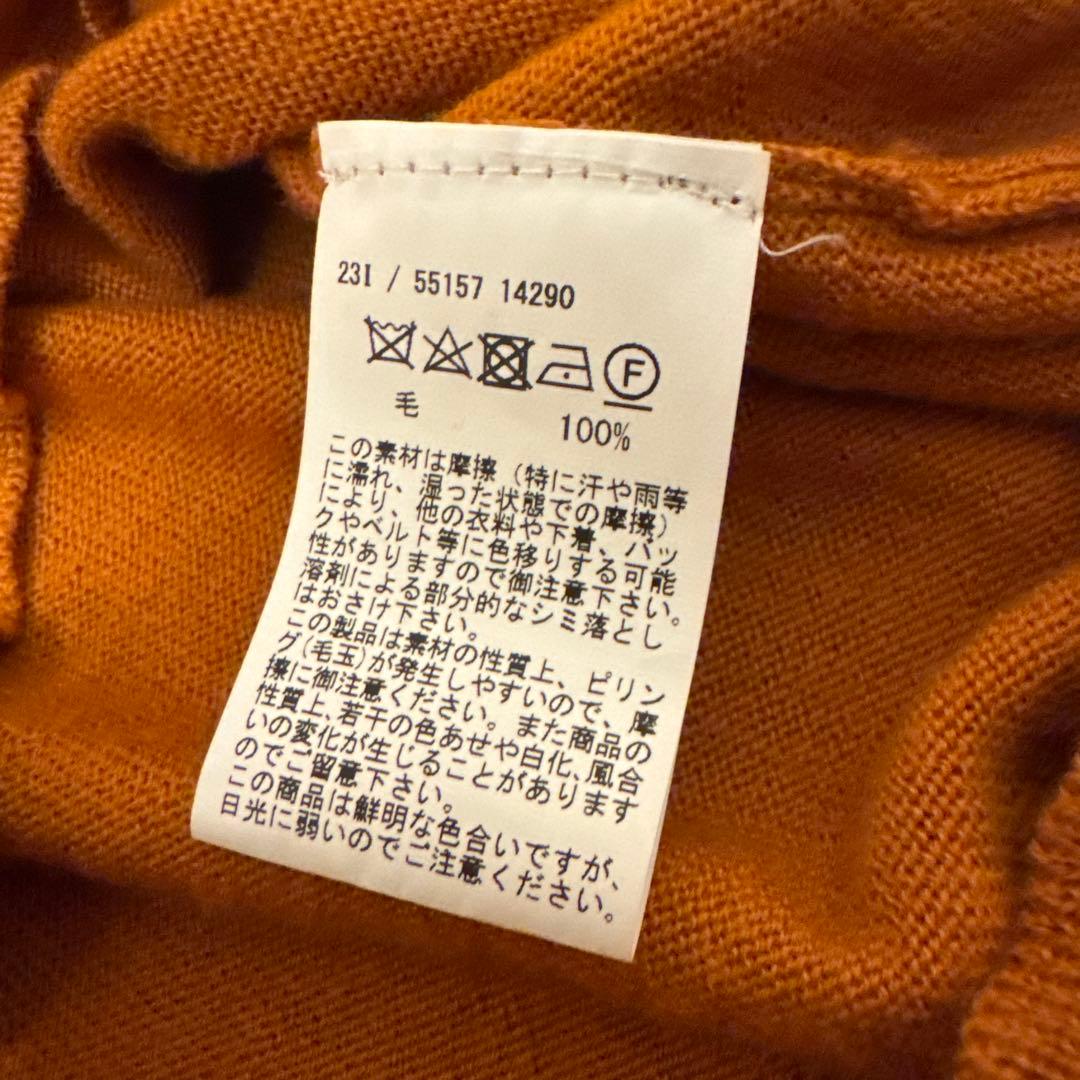 23I / 55157 14290
F
毛 100%
この素材は摩擦（特に汗や雨等
に濡れ、湿った状態での摩擦）
により、他の衣料や下着、バッ
クやベルト等に色移りする可能
性がありますので御注意下さい。
溶剤による部分的なシミ落とし
はおさけ下さい。
この製品は素材の性質上、ピリン
グ(毛玉)が発生しやすいので、摩
擦に御注意ください。また商品の
性質上、若干の色あせや白化、風合
いの変化が生じることがあります
のでご留意下さい。
この商品は鮮明な色合いですが、
日光に弱いのでご注意ください。